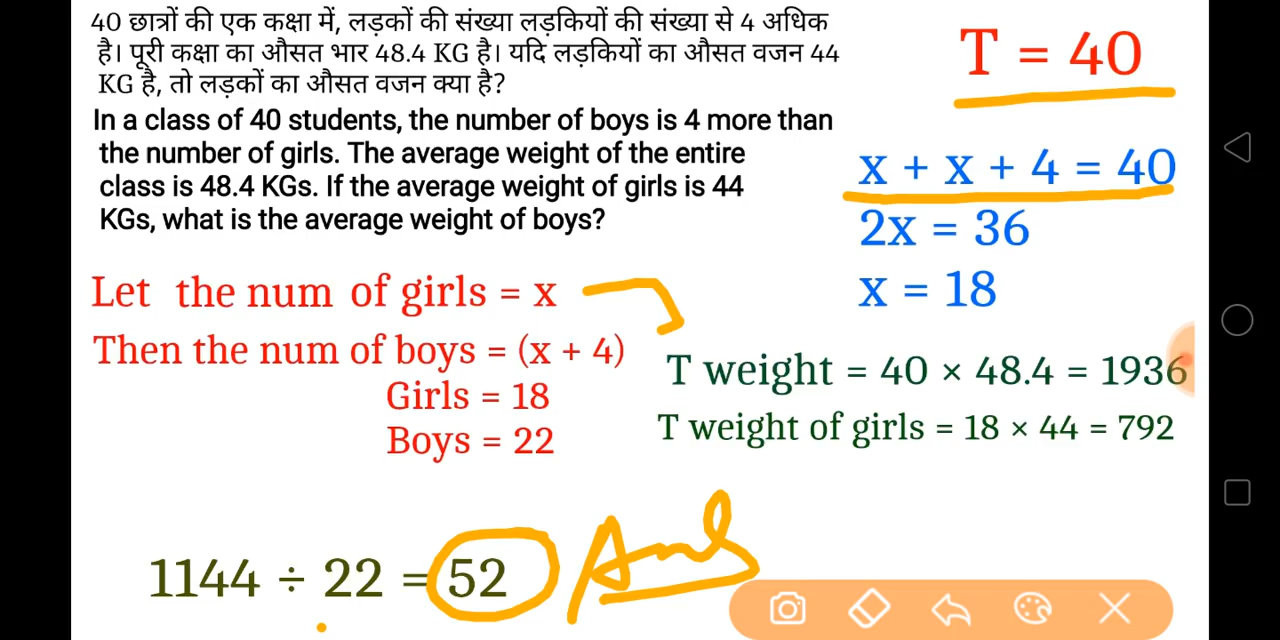 40 छात्रों की एक कक्षा में, लड़कों की संख्या लड़कियों की संख्या से 4 अधिक
है। पूरी कक्षा का औसत भार 48.4 KG है। यदि लड़कियों का औसत वजन 44
KG है, तो लड़कों का औसत वजन क्या है?
In a class of 40 students, the number of boys is 4 more than
the number of girls. The average weight of the entire
class is 48.4 KGs. If the average weight of girls is 44
KGs, what is the average weight of boys?
T = 40
x + x + 4 = 40
2x = 36
x = 18
Let the num of girls = x
Then the num of boys = (x + 4)
Girls = 18
Boys = 22
T weight = 40 × 48.4 = 1936
T weight of girls = 18 × 44 = 792
1144 ÷ 22 = 52 Ans